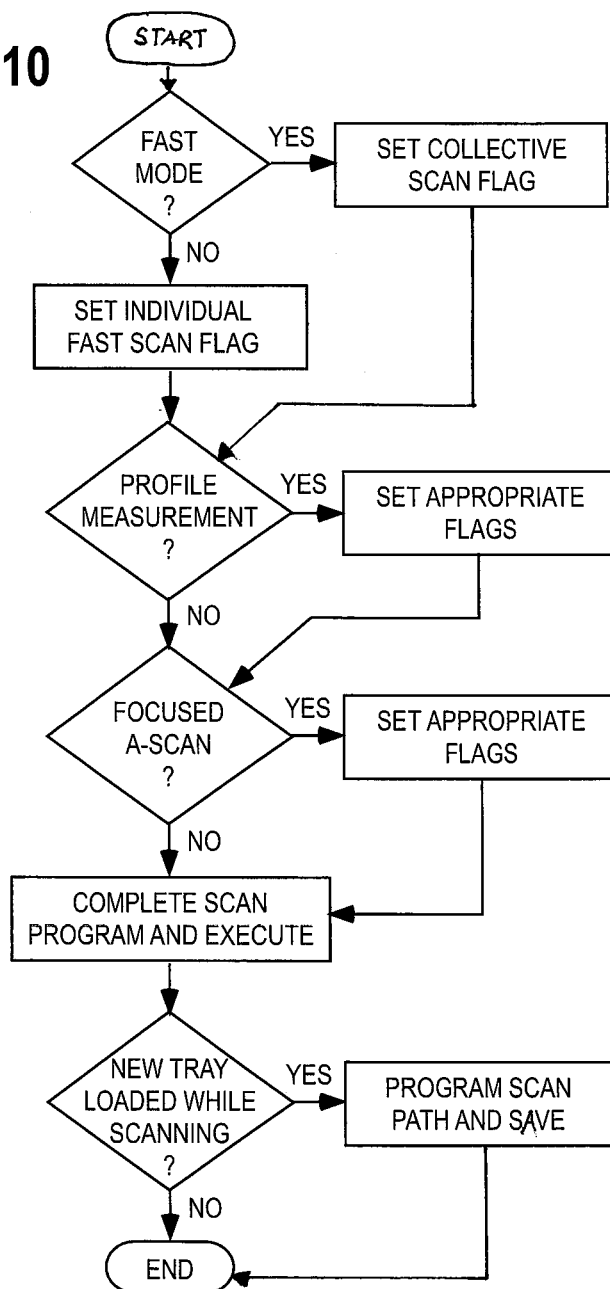 10
START
FAST
MODE
?
YES
SET COLLECTIVE
SCAN FLAG
NO
SET INDIVIDUAL
FAST SCAN FLAG
PROFILE
MEASUREMENT
?
YES
SET APPROPRIATE
FLAGS
NO
FOCUSED
A-SCAN
?
YES
SET APPROPRIATE
FLAGS
NO
COMPLETE SCAN
PROGRAM AND EXECUTE
NEW TRAY
LOADED WHILE
SCANNING
?
YES
PROGRAM SCAN
PATH AND SAVE
NO
END